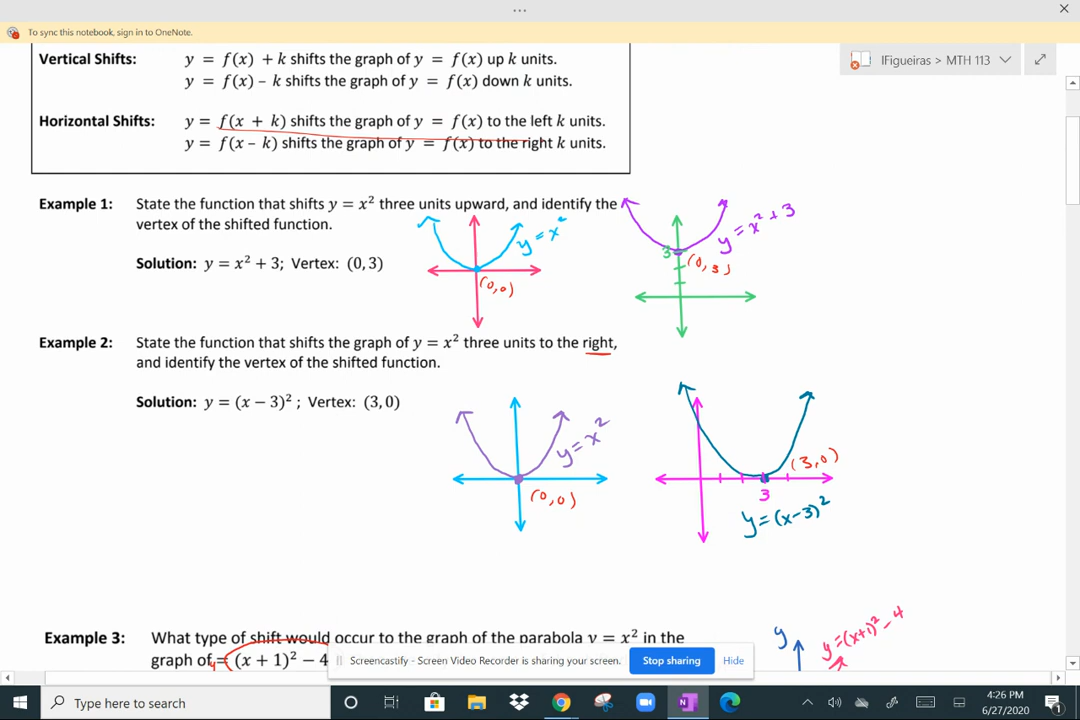 To sync this notebook, sign in to OneNote.
IFigueiras > MTH 113
Vertical Shifts: y = f(x) + k shifts the graph of y = f(x) up k units.
y = f(x) – k shifts the graph of y = f(x) down k units.
Horizontal Shifts: y = f(x + k) shifts the graph of y = f(x) to the left k units.
y = f(x – k) shifts the graph of y = f(x) to the right k units.
Example 1: State the function that shifts y = x² three units upward, and identify the
vertex of the shifted function.
Solution: y = x² + 3; Vertex: (0, 3)
y = x²
(0,0)
y = x² + 3
3
(0, 3)
Example 2: State the function that shifts the graph of y = x² three units to the right,
and identify the vertex of the shifted function.
Solution: y = (x − 3)² ; Vertex: (3, 0)
y = x²
(0,0)
(3,0)
3
y = (x-3)²
Example 3: What type of shift would occur to the graph of the parabola y = x² in the
graph of y = (x + 1)² − 4
y
y = (x+1)² - 4
Screencastify - Screen Video Recorder is sharing your screen.
Stop sharing
Hide
Type here to search
4:26 PM
6/27/2020
1